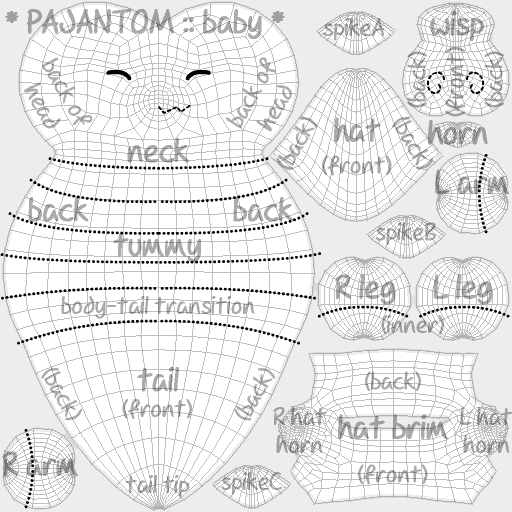 * PAJANTOM :: baby *
spikeA
wisp
(back)
(front)
(back)
back of
head
back of
head
neck
hat
(front)
(back)
(back)
horn
L arm
back
back
tummy
spikeB
body-tail transition
R leg
L leg
(inner)
tail
(front)
(back)
(back)
(back)
R hat
horn
hat brim
L hat
horn
(front)
R arm
tail tip
spikeC